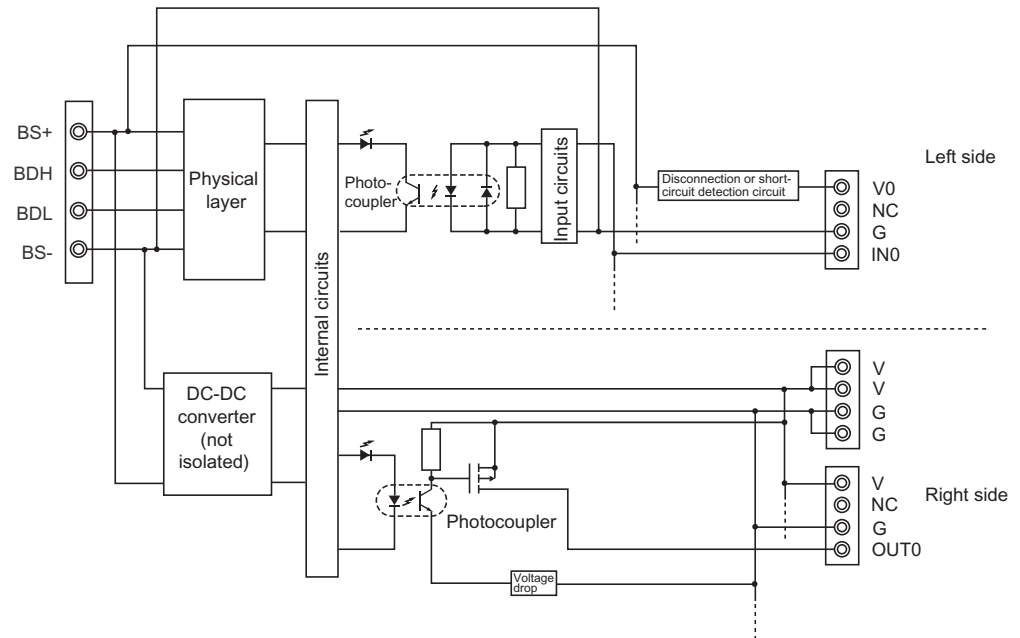 BS+
BDH
BDL
BS-
Physical
layer
Internal circuits
Photo-
coupler
Input circuits
Disconnection or short-
circuit detection circuit
Left side
V0
NC
G
IN0
DC-DC
converter
(not
isolated)
Photocoupler
Voltage
drop
V
V
G
G
V
NC
G
OUT0
Right side